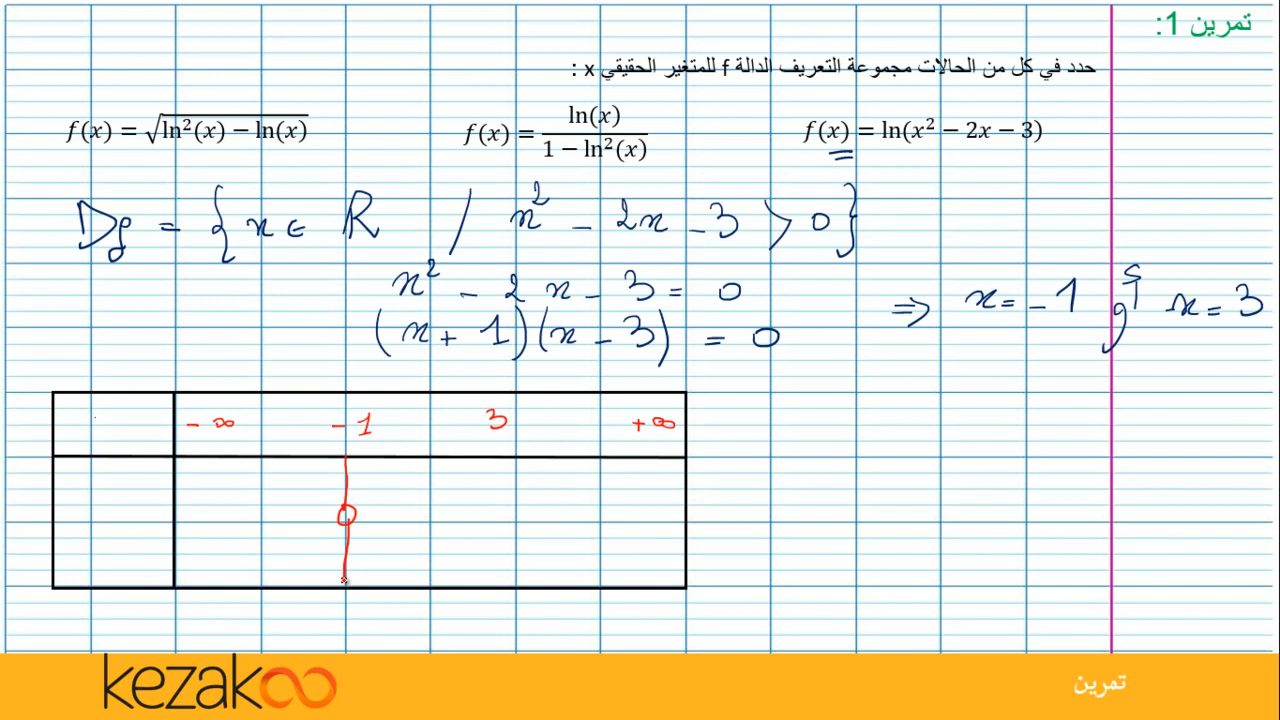 تمرين 1:
حدد في كل من الحالات مجموعة التعريف الدالة f للمتغير الحقيقي x :
f(x) = ln(x² − 2x − 3)
f(x) = ln(x) / (1 − ln²(x))
f(x) = √(ln²(x) − ln(x))
Df = { x ∈ R / x² − 2x − 3 > 0 }
x² − 2x − 3 = 0
(x + 1)(x − 3) = 0
⇒ x = −1 أو x = 3
−∞ −1 3 +∞
0
kezakoo
تمرين